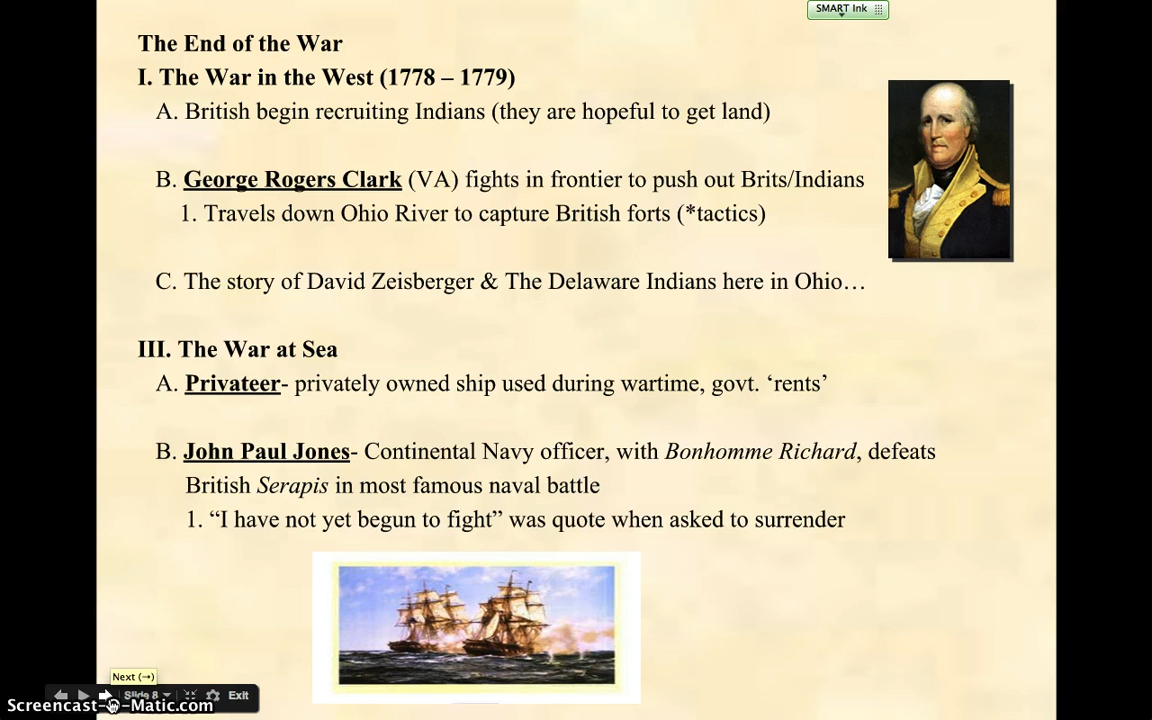 SMART Ink
The End of the War
I. The War in the West (1778 – 1779)
A. British begin recruiting Indians (they are hopeful to get land)
B. George Rogers Clark (VA) fights in frontier to push out Brits/Indians
1. Travels down Ohio River to capture British forts (*tactics)
C. The story of David Zeisberger & The Delaware Indians here in Ohio…
III. The War at Sea
A. Privateer- privately owned ship used during wartime, govt. ‘rents’
B. John Paul Jones- Continental Navy officer, with Bonhomme Richard, defeats
British Serapis in most famous naval battle
1. “I have not yet begun to fight” was quote when asked to surrender
Next (→)
Slide 8 Exit
Screencast-O-Matic.com